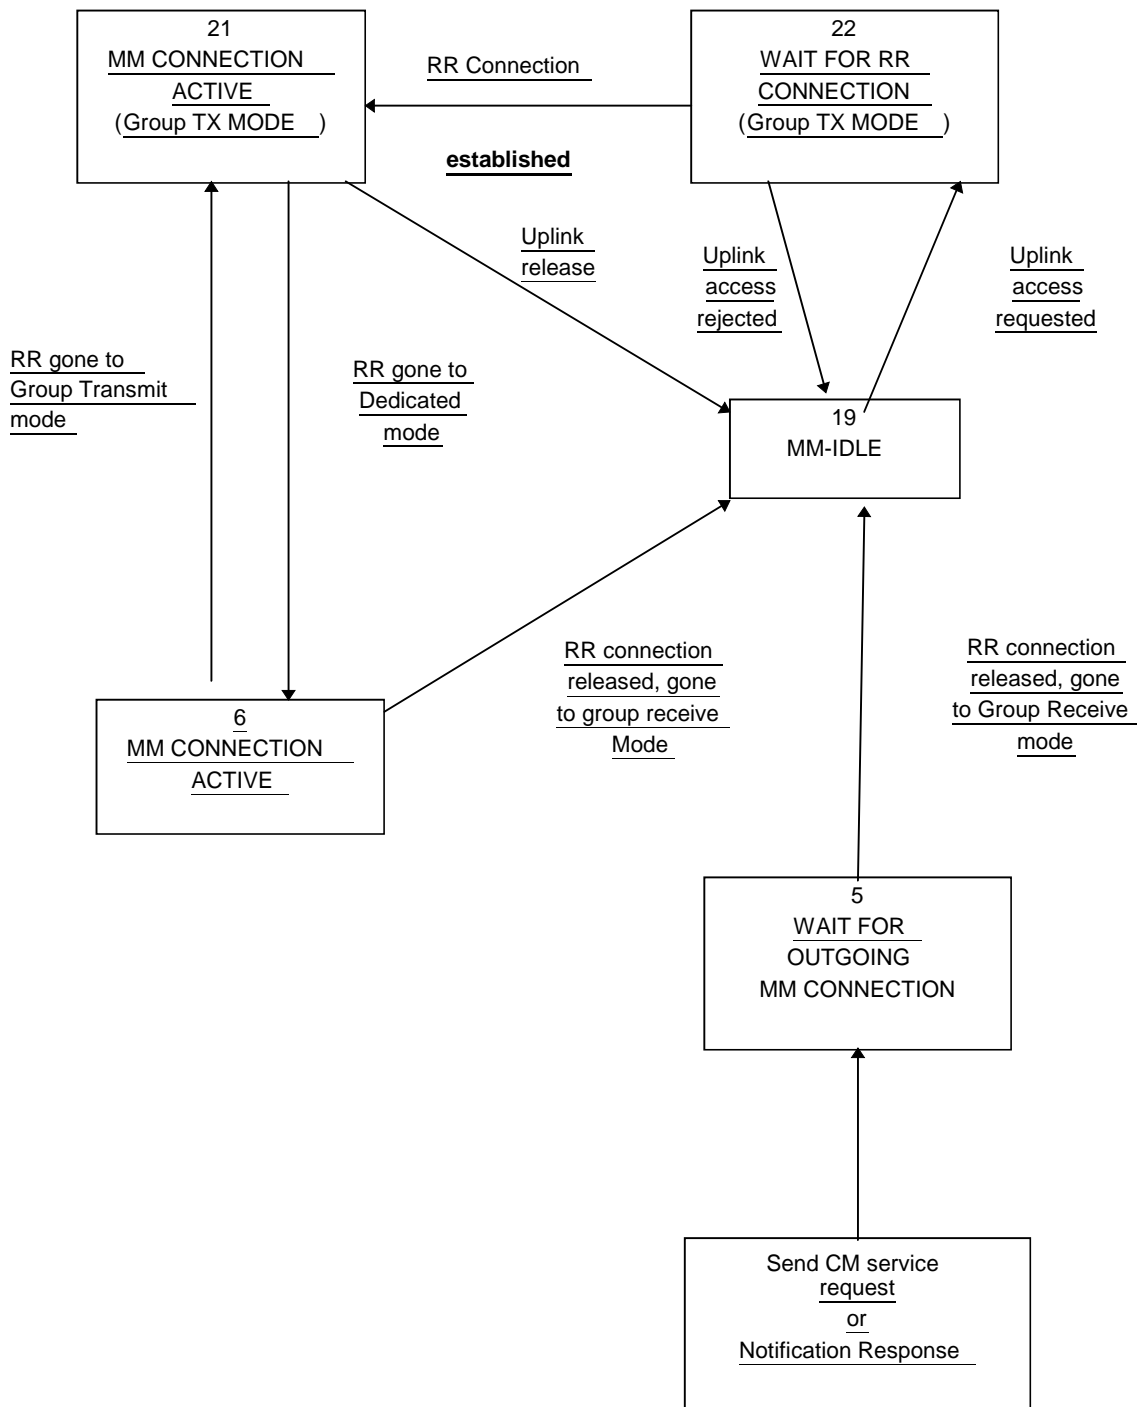 21
MM CONNECTION
ACTIVE
(Group TX MODE )
RR Connection
established
22
WAIT FOR RR
CONNECTION
(Group TX MODE )
Uplink
release
Uplink
access
rejected
Uplink
access
requested
RR gone to
Group Transmit
mode
RR gone to
Dedicated
mode
19
MM-IDLE
RR connection
released, gone
to group receive
Mode
RR connection
released, gone
to Group Receive
mode
6
MM CONNECTION
ACTIVE
5
WAIT FOR
OUTGOING
MM CONNECTION
Send CM service
request
or
Notification Response